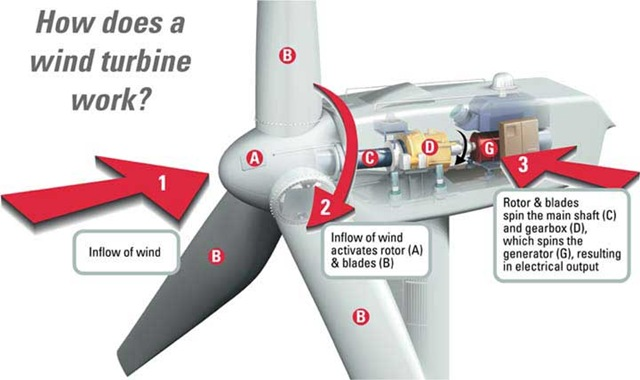 How does a
wind turbine
work?
B
A
C
D
G
1
2
3
Inflow of wind
B
Inflow of wind
activates rotor (A)
& blades (B)
B
Rotor & blades
spin the main shaft (C)
and gearbox (D),
which spins the
generator (G), resulting
in electrical output